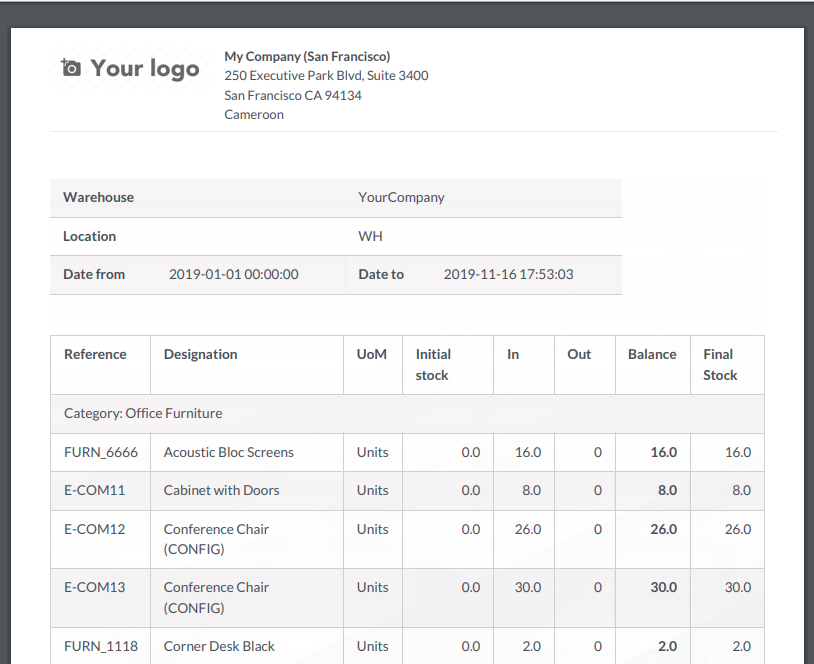 Your logo
My Company (San Francisco)
250 Executive Park Blvd, Suite 3400
San Francisco CA 94134
Cameroon
Warehouse YourCompany
Location WH
Date from 2019-01-01 00:00:00 Date to 2019-11-16 17:53:03
Reference Designation UoM Initial In Out Balance Final
stock Stock
Category: Office Furniture
FURN_6666 Acoustic Bloc Screens Units 0.0 16.0 0 16.0 16.0
E-COM11 Cabinet with Doors Units 0.0 8.0 0 8.0 8.0
E-COM12 Conference Chair Units 0.0 26.0 0 26.0 26.0
(CONFIG)
E-COM13 Conference Chair Units 0.0 30.0 0 30.0 30.0
(CONFIG)
FURN_1118 Corner Desk Black Units 0.0 2.0 0 2.0 2.0